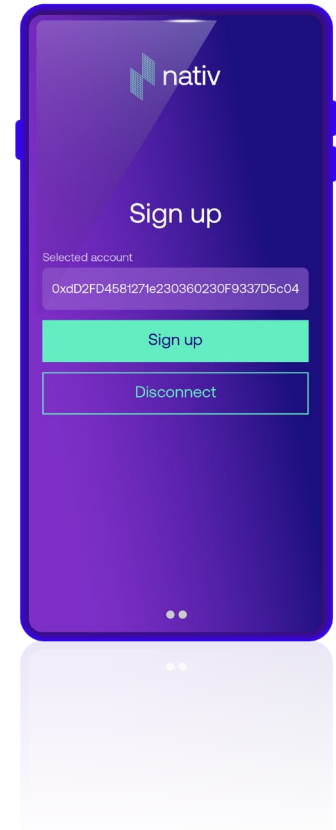 nativ
Sign up
Selected account
0xdD2FD4581271e230360230F9337D5c04
Sign up
Disconnect